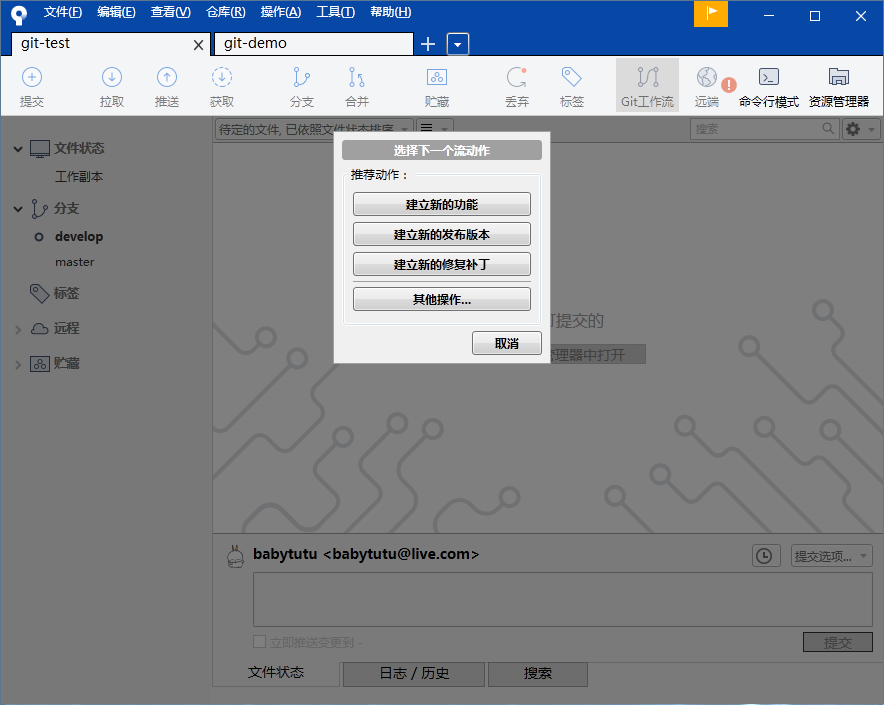 文件(F) 编辑(E) 查看(V) 仓库(R) 操作(A) 工具(T) 帮助(H)
git-test git-demo
提交 拉取 推送 获取 分支 合并 贮藏 丢弃 标签 Git工作流 远端 命令行模式 资源管理器
待定的文件, 已依照文件状态排序 搜索
选择下一个流动作
推荐动作：
建立新的功能
建立新的发布版本
建立新的修复补丁
其他操作...
取消
文件状态
工作副本
分支
develop
master
标签
远程
贮藏
可提交的
管理器中打开
babytutu <babytutu@live.com>
提交选项...
立即推送变更到 -
提交
文件状态 日志 / 历史 搜索